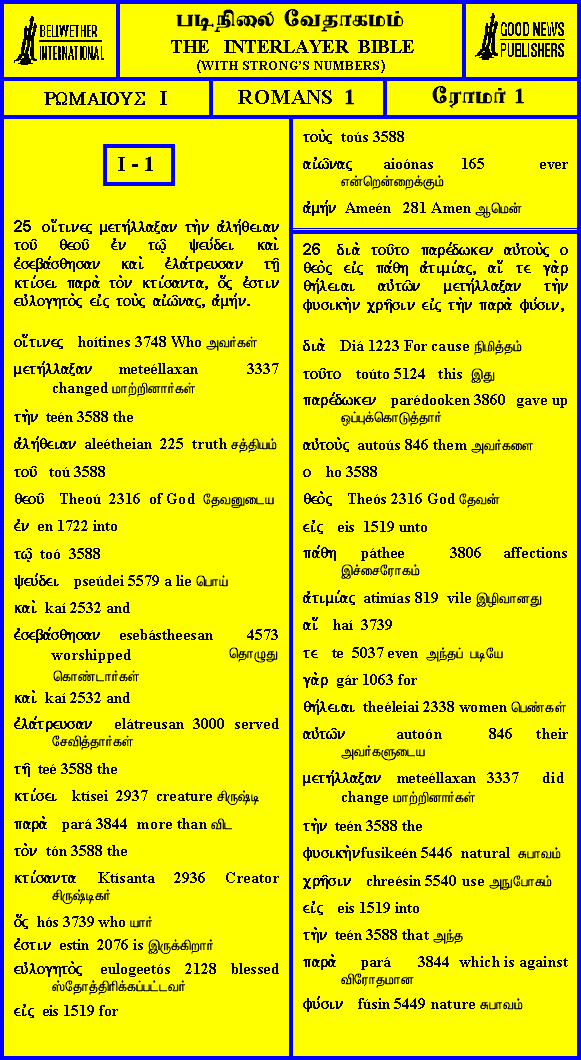 BELLWETHER
INTERNATIONAL
படிநிலை வேதாகமம்
THE INTERLAYER BIBLE
(WITH STRONG'S NUMBERS)
GOOD NEWS
PUBLISHERS
ΡΩΜΑΙΟΥΣ Ι
ROMANS 1
ரோமர் 1
I - 1
25 οἵτινες μετήλλαξαν τὴν ἀλήθειαν
τοῦ θεοῦ ἐν τῷ ψεύδει καὶ
ἐσεβάσθησαν καὶ ἐλάτρευσαν τῇ
κτίσει παρὰ τὸν κτίσαντα, ὅς ἐστιν
εὐλογητὸς εἰς τοὺς αἰῶνας, ἀμήν.
οἵτινες hoítines 3748 Who அவர்கள்
μετήλλαξαν meteéllaxan 3337
changed மாற்றினார்கள்
τὴν teén 3588 the
ἀλήθειαν aleétheian 225 truth சத்தியம்
τοῦ toú 3588
θεοῦ Theoú 2316 of God தேவனுடைய
ἐν en 1722 into
τῷ toó 3588
ψεύδει pseúdei 5579 a lie பொய்
καὶ kaí 2532 and
ἐσεβάσθησαν esebástheesan 4573
worshipped தொழுது
கொண்டார்கள்
καὶ kaí 2532 and
ἐλάτρευσαν elátreusan 3000 served
சேவித்தார்கள்
τῇ teé 3588 the
κτίσει ktísei 2937 creature சிருஷ்டி
παρὰ pará 3844 more than விட
τὸν tón 3588 the
κτίσαντα Ktísanta 2936 Creator
சிருஷ்டிகர்
ὅς hós 3739 who யார்
ἐστιν estin 2076 is இருக்கிறார்
εὐλογητὸς eulogeetós 2128 blessed
ஸ்தோத்திரிக்கப்பட்டவர்
εἰς eis 1519 for
τοὺς toús 3588
αἰῶνας aioónas 165 ever
என்றென்றைக்கும்
ἀμήν Ameén 281 Amen ஆமென்
26 διὰ τοῦτο παρέδωκεν αὐτοὺς ο
θεὸς εἰς πάθη ἀτιμίας, αἵ τε γὰρ
θήλειαι αὐτῶν μετήλλαξαν τὴν
φυσικὴν χρῆσιν εἰς τὴν παρὰ φύσιν,
διὰ Diá 1223 For cause நிமித்தம்
τοῦτο toúto 5124 this இது
παρέδωκεν parédooken 3860 gave up
ஒப்புக்கொடுத்தார்
αὐτοὺς autoús 846 them அவர்களை
ο ho 3588
θεὸς Theós 2316 God தேவன்
εἰς eis 1519 unto
πάθη páthee 3806 affections
இச்சைரோகம்
ἀτιμίας atimías 819 vile இழிவானது
αἵ haí 3739
τε te 5037 even அந்தப் படியே
γὰρ gár 1063 for
θήλειαι theéleiai 2338 women பெண்கள்
αὐτῶν autoón 846 their
அவர்களுடைய
μετήλλαξαν meteéllaxan 3337 did
change மாற்றினார்கள்
τὴν teén 3588 the
φυσικὴνfusikeén 5446 natural சுபாவம்
χρῆσιν chreésin 5540 use அநுபோகம்
εἰς eis 1519 into
τὴν teén 3588 that அந்த
παρὰ pará 3844 which is against
விரோதமான
φύσιν fúsin 5449 nature சுபாவம்